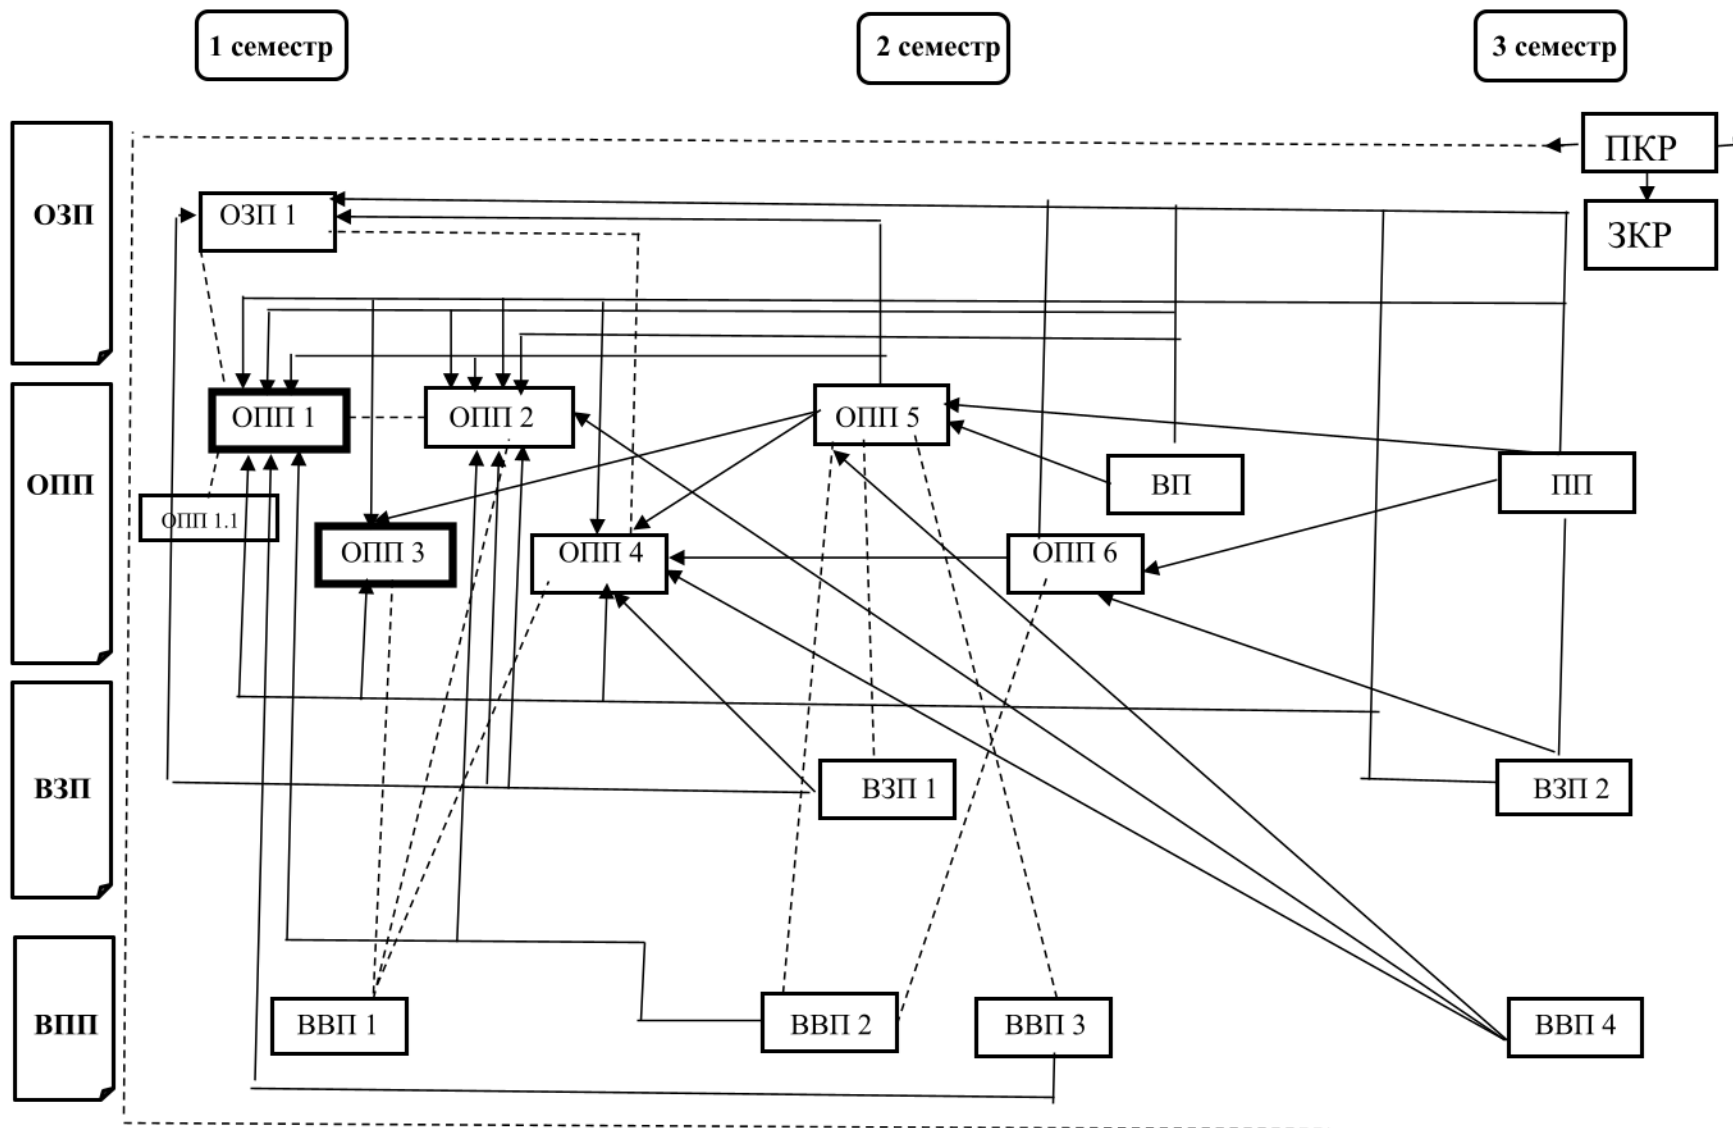 1 семестр
2 семестр
3 семестр
ПКР
ОЗП
ОЗП 1
ЗКР
ОПП 1
ОПП 2
ОПП 5
ОПП
ВП
ПП
ОПП 1.1
ОПП 3
ОПП 4
ОПП 6
ВЗП
ВЗП 1
ВЗП 2
ВПП
ВВП 1
ВВП 2
ВВП 3
ВВП 4